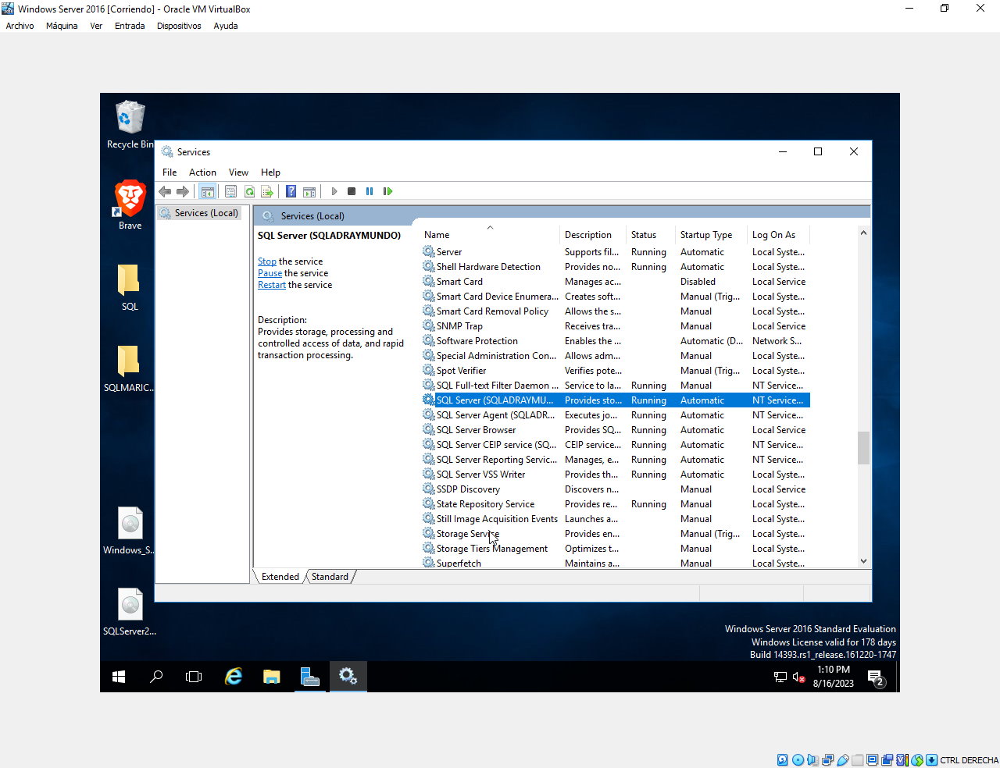 Windows Server 2016 [Corriendo] - Oracle VM VirtualBox
Archivo Máquina Ver Entrada Dispositivos Ayuda
Recycle Bin
Brave
SQL
SQLMARIC...
Windows_S...
SQLServer2...
Services
File Action View Help
Services (Local)
Services (Local)
SQL Server (SQLADRAYMUNDO)
Stop the service
Pause the service
Restart the service
Description:
Provides storage, processing and
controlled access of data, and rapid
transaction processing.
Name Description Status Startup Type Log On As
Server Supports fil... Running Automatic Local Syste...
Shell Hardware Detection Provides no... Running Automatic Local Syste...
Smart Card Manages ac... Disabled Local Service
Smart Card Device Enumera... Creates soft... Manual (Trig... Local Syste...
Smart Card Removal Policy Allows the s... Manual Local Syste...
SNMP Trap Receives tra... Manual Local Service
Software Protection Enables the ... Automatic (D... Network S...
Special Administration Con... Allows adm... Manual Local Syste...
Spot Verifier Verifies pote... Manual (Trig... Local Syste...
SQL Full-text Filter Daemon ... Service to la... Running Manual NT Service...
SQL Server (SQLADRAYMU... Provides sto... Running Automatic NT Service...
SQL Server Agent (SQLADR... Executes jo... Running Automatic NT Service...
SQL Server Browser Provides SQ... Running Automatic Local Service
SQL Server CEIP service (SQ... CEIP service... Running Automatic NT Service...
SQL Server Reporting Servic... Manages, e... Running Automatic NT Service...
SQL Server VSS Writer Provides th... Running Automatic Local Syste...
SSDP Discovery Discovers n... Manual Local Service
State Repository Service Provides re... Running Manual Local Syste...
Still Image Acquisition Events Launches a... Manual Local Syste...
Storage Service Provides en... Manual (Trig... Local Syste...
Storage Tiers Management Optimizes t... Manual Local Syste...
Superfetch Maintains a... Manual Local Syste...
Extended Standard
Windows Server 2016 Standard Evaluation
Windows License valid for 178 days
Build 14393.rs1_release.161220-1747
1:10 PM
8/16/2023
2
CTRL DERECHA